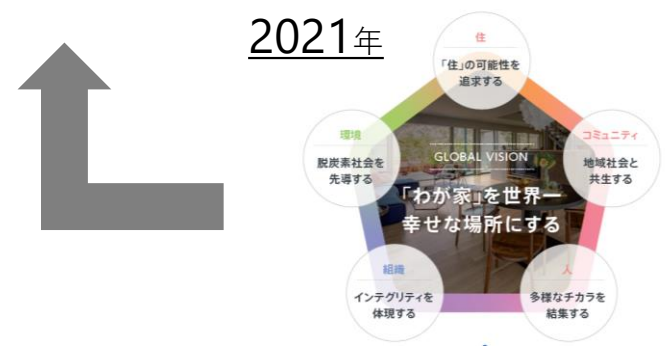 2021年
住
「住」の可能性を
追求する
環境
脱炭素社会を
先導する
コミュニティ
地域社会と
共生する
GLOBAL VISION
「わが家」を世界一
幸せな場所にする
組織
インテグリティを
体現する
人
多様なチカラを
結集する